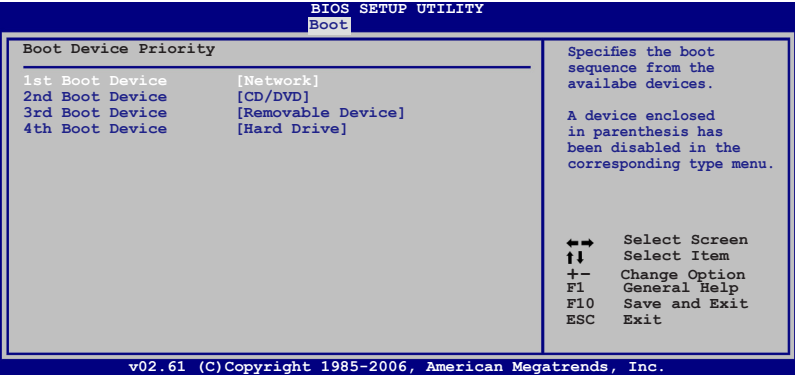 BIOS SETUP UTILITY
Boot
Boot Device Priority
1st Boot Device [Network]
2nd Boot Device [CD/DVD]
3rd Boot Device [Removable Device]
4th Boot Device [Hard Drive]
Specifies the boot
sequence from the
availabe devices.
A device enclosed
in parenthesis has
been disabled in the
corresponding type menu.
←→ Select Screen
↑↓ Select Item
+- Change Option
F1 General Help
F10 Save and Exit
ESC Exit
v02.61 (C)Copyright 1985-2006, American Megatrends, Inc.